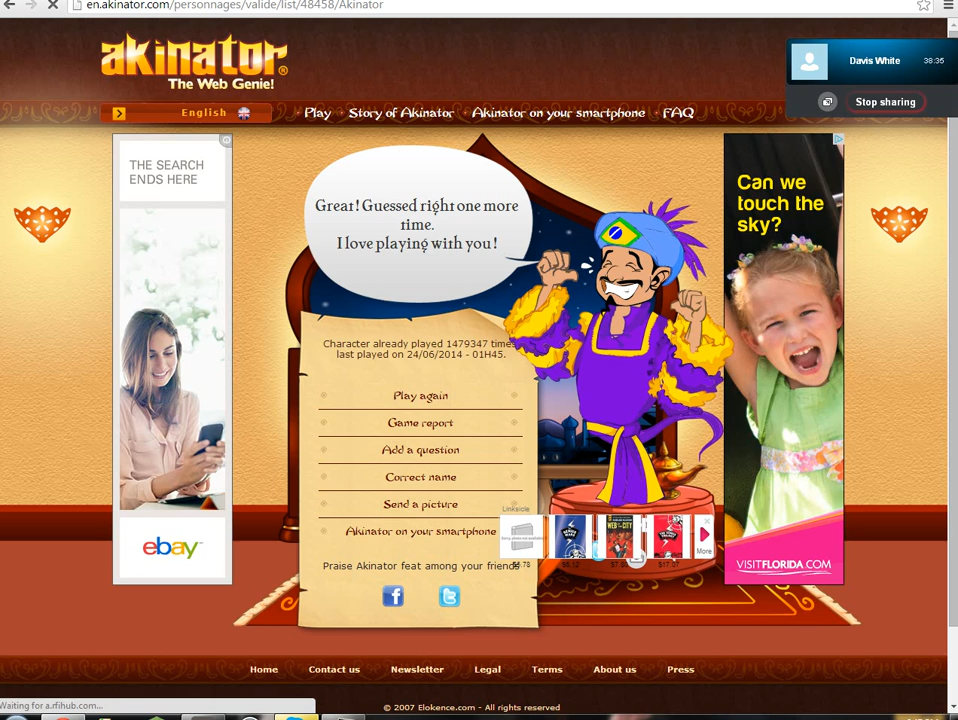 en.akinator.com/personnages/valide/list/48458/Akinator
akinator®
The Web Genie!
Davis White 38:35
Stop sharing
English
Play Story of Akinator Akinator on your smartphone FAQ
THE SEARCH
ENDS HERE
Great! Guessed right one more
time.
I love playing with you!
Can we
touch the
sky?
Character already played 1479347 times
last played on 24/06/2014 - 01H45.
Play again
Game report
Add a question
Correct name
Send a picture
Akinator on your smartphone
Linksicle
More
ebay
Praise Akinator feat among your friends
VISITFLORIDA.COM
Home Contact us Newsletter Legal Terms About us Press
Waiting for a.rfihub.com...
© 2007 Elokence.com - All rights reserved